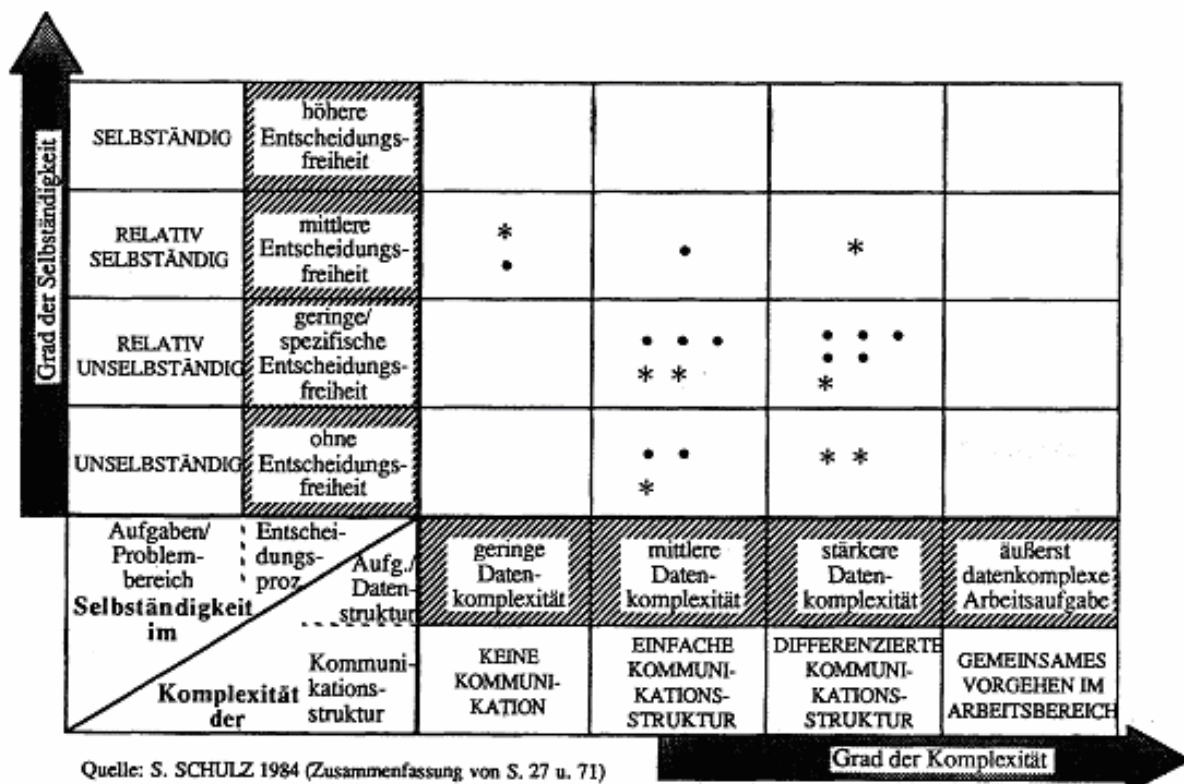 Grad der Selbständigkeit
SELBSTÄNDIG
höhere
Entscheidungs-
freiheit
RELATIV
SELBSTÄNDIG
mittlere
Entscheidungs-
freiheit
* 
•
•
*
RELATIV
UNSELBSTÄNDIG
geringe/
spezifische
Entscheidungs-
freiheit
• • •
* *
• • •
• •
*
UNSELBSTÄNDIG
ohne
Entscheidungs-
freiheit
• •
*
* *
Aufgaben/
Problem-
bereich
Entschei-
dungs-
proz.
Selbständigkeit
im
Aufg./
Daten-
struktur
Kommuni-
kations-
struktur
Komplexität
der
geringe
Daten-
komplexität
mittlere
Daten-
komplexität
stärkere
Daten-
komplexität
äußerst
datenkomplexe
Arbeitsaufgabe
KEINE
KOMMUNI-
KATION
EINFACHE
KOMMUNI-
KATIONS-
STRUKTUR
DIFFERENZIERTE
KOMMUNI-
KATIONS-
STRUKTUR
GEMEINSAMES
VORGEHEN IM
ARBEITSBEREICH
Grad der Komplexität
Quelle: S. SCHULZ 1984 (Zusammenfassung von S. 27 u. 71)